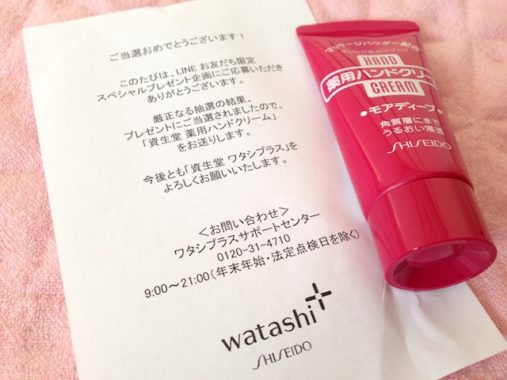 ご当選おめでとうございます！
このたびは、LINE お友だち限定
スペシャルプレゼント企画にご応募いただき
ありがとうございます。
厳正なる抽選の結果、
プレゼントにご当選されましたので、
「資生堂 薬用ハンドクリーム」
をお送りします。
今後とも「資生堂 ワタシプラス」を
よろしくお願いいたします。
＜お問い合わせ＞
ワタシプラスサポートセンター
0120-31-4710
9:00～21:00（年末年始・法定点検日を除く）
watashi+
SHISEIDO
パウダー配合
HAND
薬用ハンドクリーム
CREAM
●モアディープ●
角質層にまで
うるおい浸透
SHISEIDO